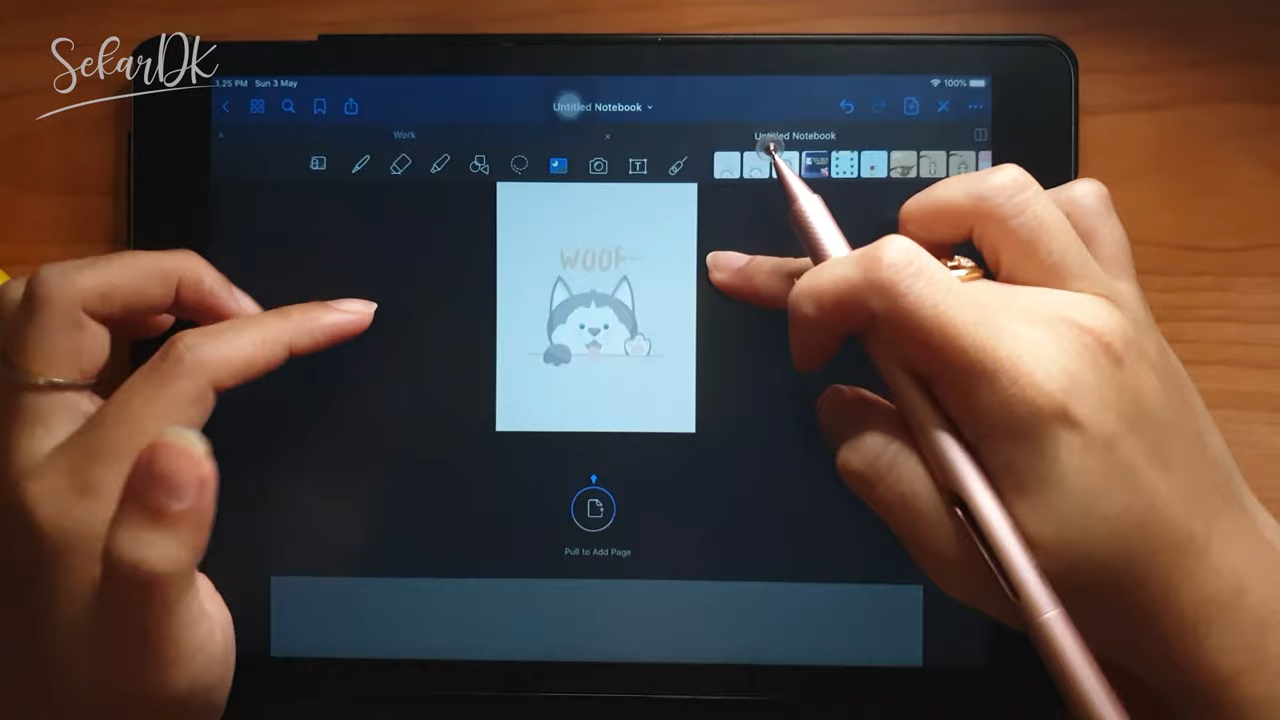 SekarDK
1.25 PM Sun 3 May
100%
Untitled Notebook
Work
Untitled Notebook
T
WOOF
Pull to Add Page